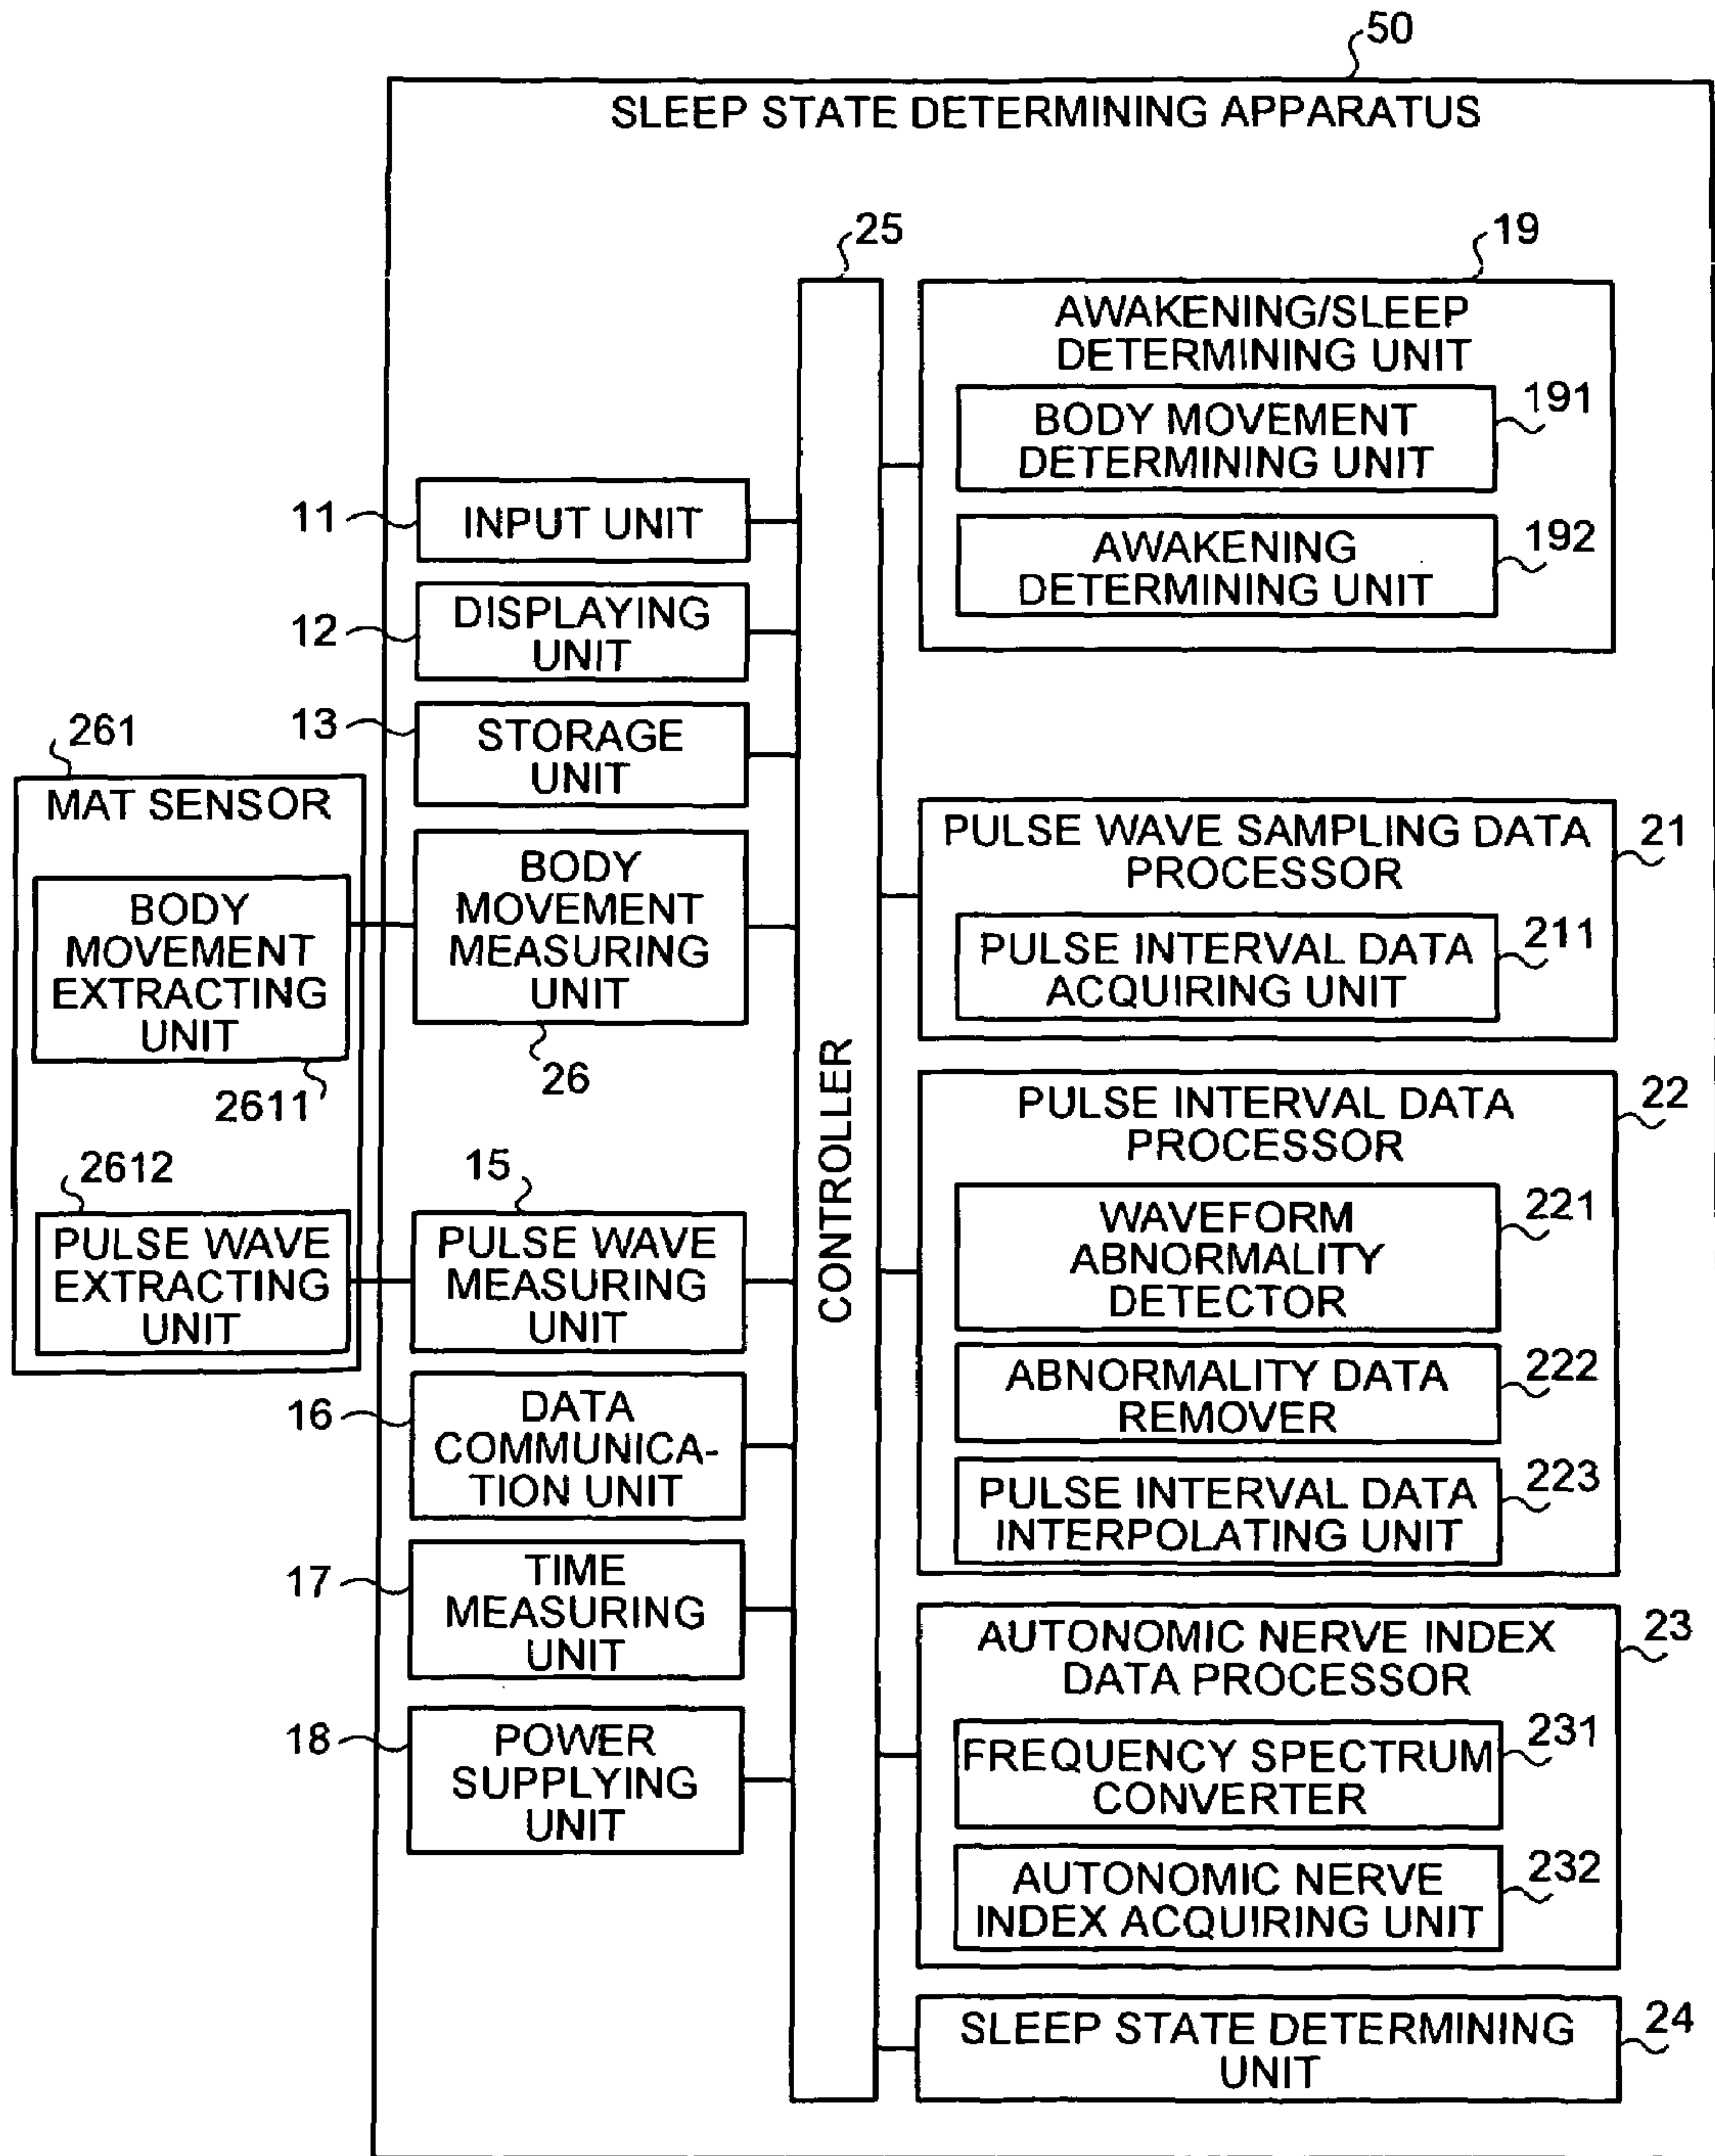 50
SLEEP STATE DETERMINING APPARATUS
25
19
AWAKENING/SLEEP
DETERMINING UNIT
BODY MOVEMENT
DETERMINING UNIT
191
AWAKENING
DETERMINING UNIT
192
11
INPUT UNIT
12
DISPLAYING
UNIT
13
STORAGE
UNIT
261
MAT SENSOR
BODY
MOVEMENT
EXTRACTING
UNIT
2611
BODY
MOVEMENT
MEASURING
UNIT
26
2612
PULSE WAVE
EXTRACTING
UNIT
15
PULSE WAVE
MEASURING
UNIT
16
DATA
COMMUNICA-
TION UNIT
17
TIME
MEASURING
UNIT
18
POWER
SUPPLYING
UNIT
CONTROLLER
PULSE WAVE SAMPLING DATA
PROCESSOR
21
PULSE INTERVAL DATA
ACQUIRING UNIT
211
PULSE INTERVAL DATA
PROCESSOR
22
WAVEFORM
ABNORMALITY
DETECTOR
221
ABNORMALITY DATA
REMOVER
222
PULSE INTERVAL DATA
INTERPOLATING UNIT
223
AUTONOMIC NERVE INDEX
DATA PROCESSOR
23
FREQUENCY SPECTRUM
CONVERTER
231
AUTONOMIC NERVE
INDEX ACQUIRING UNIT
232
SLEEP STATE DETERMINING
UNIT
24